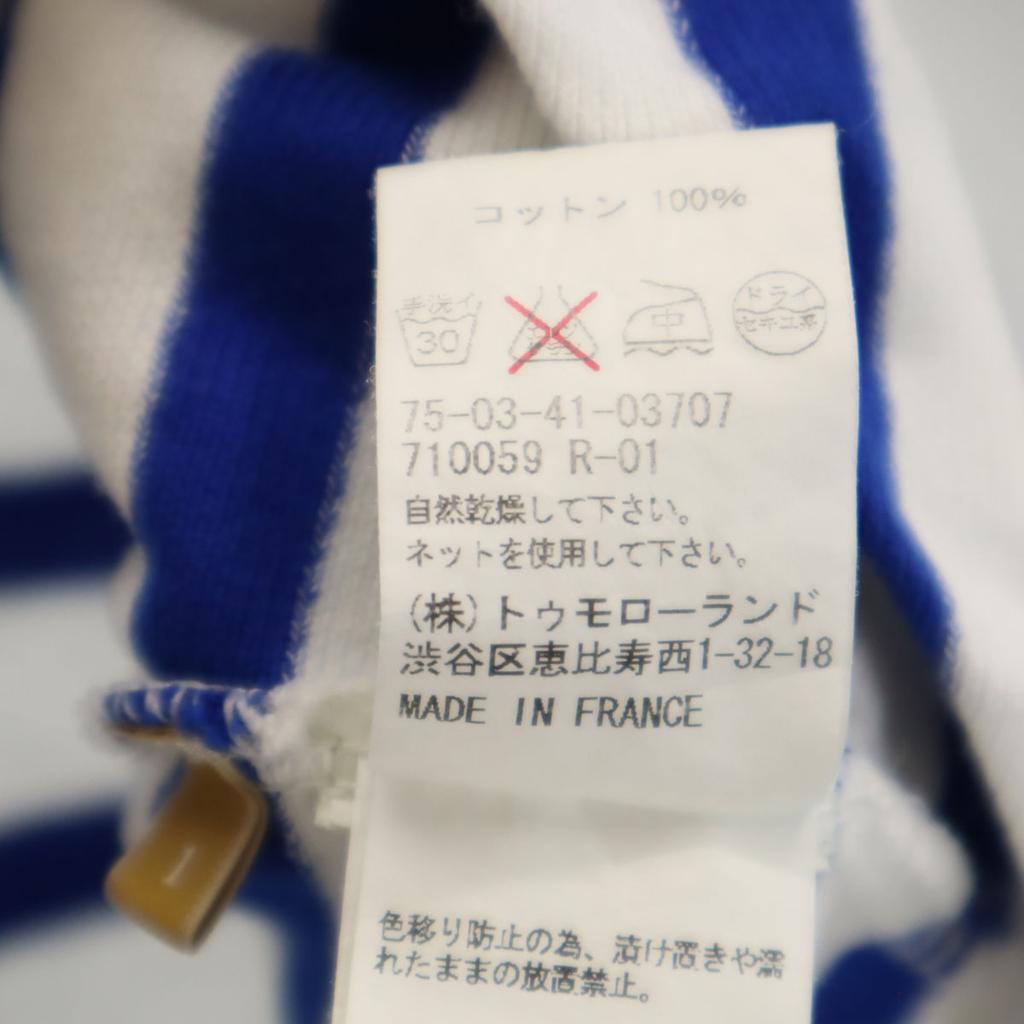 コットン 100%
手洗イ
30
中
ドライ
セキユ系
75-03-41-03707
710059 R-01
自然乾燥して下さい。
ネットを使用して下さい。
(株)トゥモローランド
渋谷区恵比寿西1-32-18
MADE IN FRANCE
1
色移り防止の為、漬け置きや濡
れたままの放置禁止。